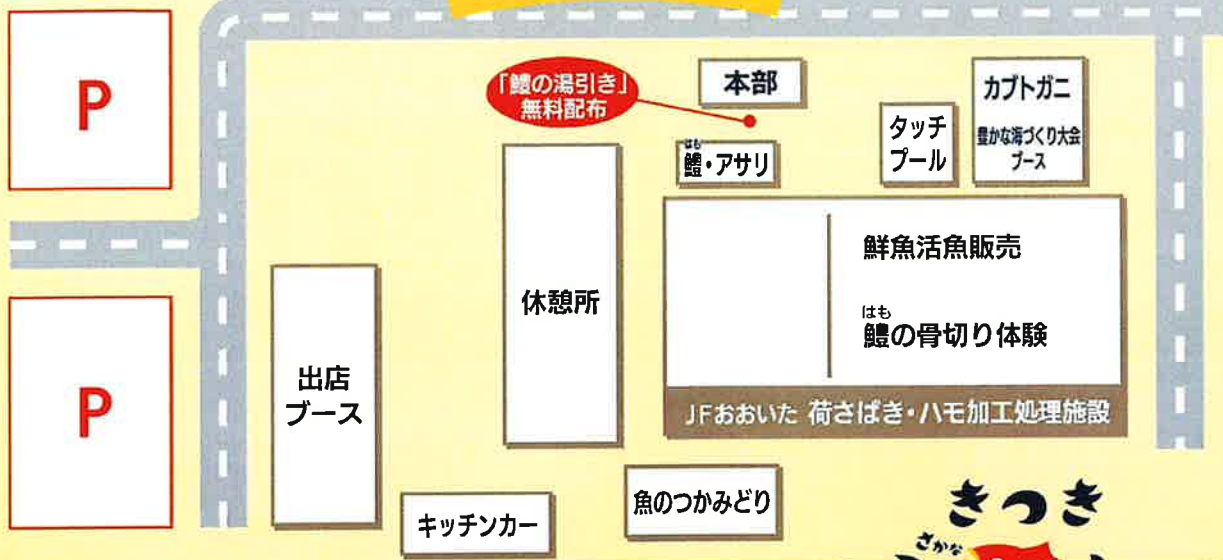 P
「鱧の湯引き」
無料配布
本部
カブトガニ
豊かな海づくり大会
ブース
タッチ
プール
はも
鱧・アサリ
鮮魚活魚販売
はも
鱧の骨切り体験
JFおおいた 荷さばき・ハモ加工処理施設
休憩所
出店
ブース
P
キッチンカー
魚のつかみどり
きつき
さかな